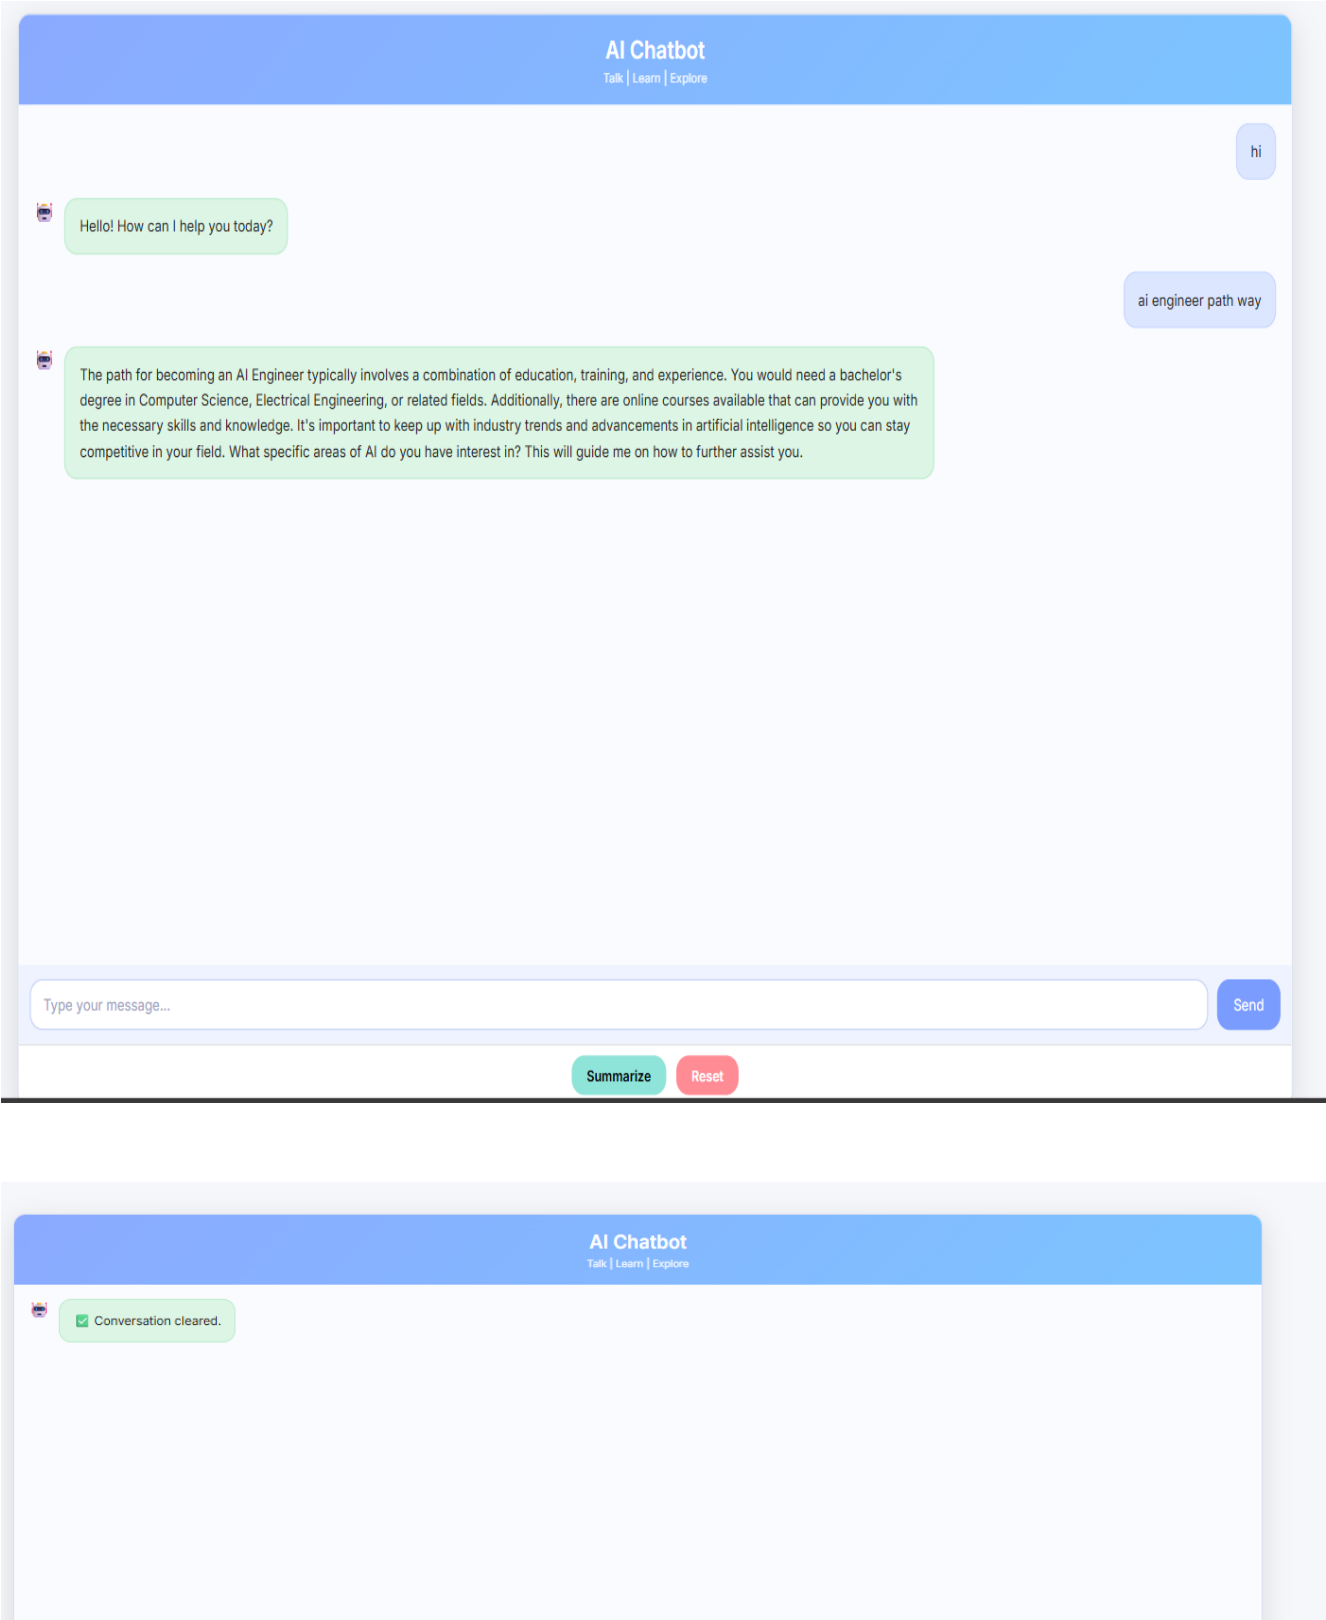 AI Chatbot
Talk | Learn | Explore
hi
Hello! How can I help you today?
ai engineer path way
The path for becoming an AI Engineer typically involves a combination of education, training, and experience. You would need a bachelor's
degree in Computer Science, Electrical Engineering, or related fields. Additionally, there are online courses available that can provide you with
the necessary skills and knowledge. It's important to keep up with industry trends and advancements in artificial intelligence so you can stay
competitive in your field. What specific areas of AI do you have interest in? This will guide me on how to further assist you.
Type your message...
Send
Summarize
Reset
AI Chatbot
Talk | Learn | Explore
✅ Conversation cleared.